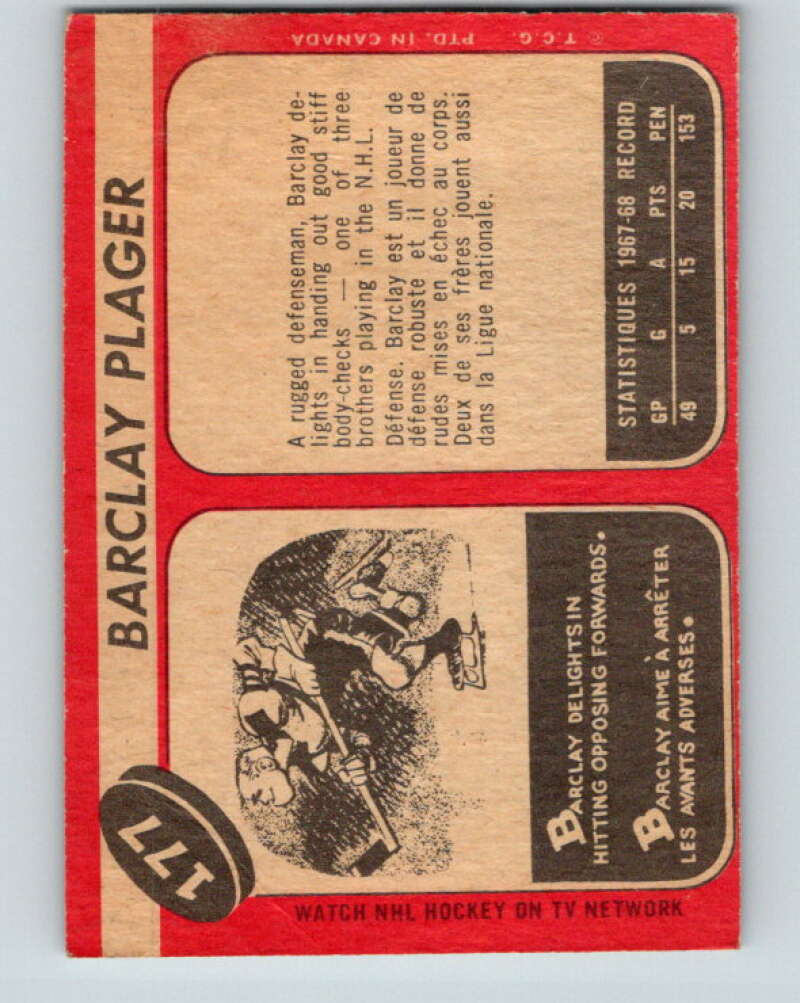 177
BARCLAY PLAGER
WATCH NHL HOCKEY ON TV NETWORK
BARCLAY DELIGHTS IN
HITTING OPPOSING FORWARDS.
BARCLAY AIME À ARRÊTER
LES AVANTS ADVERSES.
A rugged defenseman, Barclay de-
lights in handing out good stiff
body-checks — one of three
brothers playing in the N.H.L.
Défense. Barclay est un joueur de
défense robuste et il donne de
rudes mises en échec au corps.
Deux de ses frères jouent aussi
dans la Ligue nationale.
STATISTIQUES 1967-68 RECORD
GP G A PTS PEN
49 5 15 20 153
© T.C.G. PTD. IN CANADA